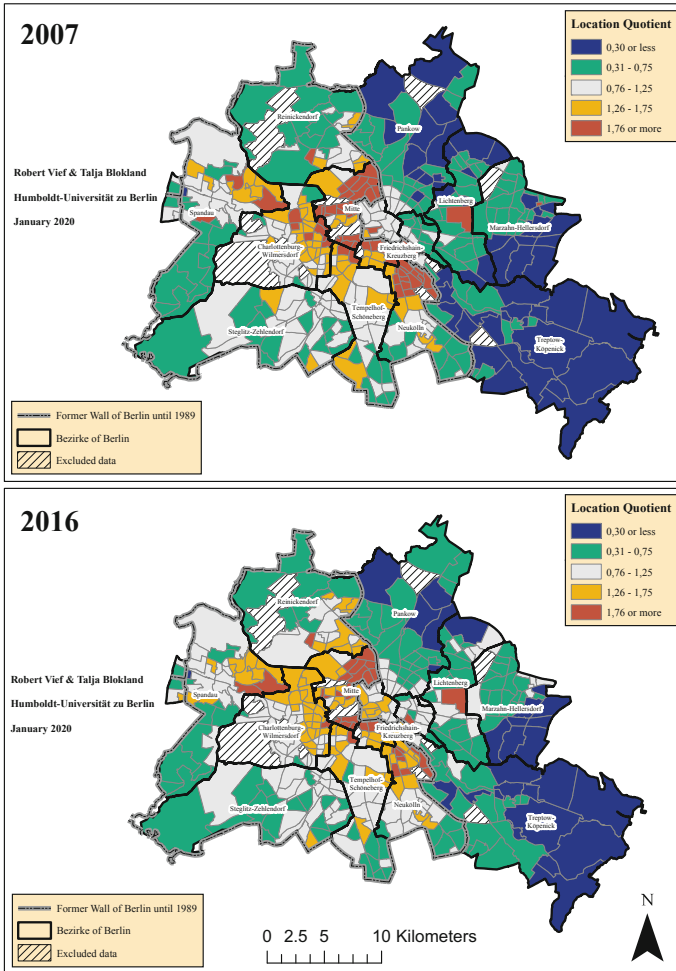 2007
Location Quotient
0,30 or less
0,31 - 0,75
0,76 - 1,25
1,26 - 1,75
1,76 or more
Robert Vief & Talja Blokland
Humboldt-Universität zu Berlin
January 2020
Reinickendorf
Pankow
Spandau
Mitte
Lichtenberg
Marzahn-Hellersdorf
Charlottenburg-
Wilmersdorf
Friedrichshain-
Kreuzberg
Tempelhof-
Schöneberg
Steglitz-Zehlendorf
Neukölln
Treptow-
Köpenick
Former Wall of Berlin until 1989
Bezirke of Berlin
Excluded data
2016
Location Quotient
0,30 or less
0,31 - 0,75
0,76 - 1,25
1,26 - 1,75
1,76 or more
Robert Vief & Talja Blokland
Humboldt-Universität zu Berlin
January 2020
Reinickendorf
Pankow
Spandau
Mitte
Lichtenberg
Marzahn-Hellersdorf
Charlottenburg-
Wilmersdorf
Friedrichshain-
Kreuzberg
Tempelhof-
Schöneberg
Steglitz-Zehlendorf
Neukölln
Treptow-
Köpenick
Former Wall of Berlin until 1989
Bezirke of Berlin
Excluded data
0 2.5 5 10 Kilometers
N